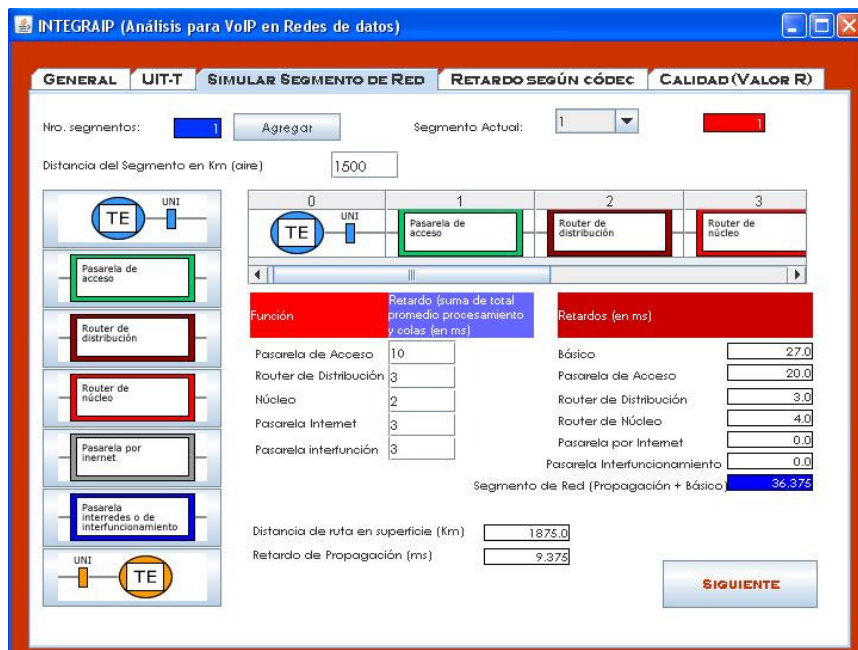 INTEGRAIP (Análisis para VoIP en Redes de datos)
GENERAL UIT-T SIMULAR SEGMENTO DE RED RETARDO SEGÚN CÓDEC CALIDAD (VALOR R)
Nro. segmentos: 1 Agregar Segmento Actual: 1 1
Distancia del Segmento en Km (aire) 1500
TE UNI
Pasarela de
acceso
Router de
distribución
Router de
núcleo
Pasarela por
inernet
Pasarela
interredes o de
interfuncionamiento
UNI TE
0 1 2 3
TE UNI
Pasarela de
acceso
Router de
distribución
Router de
núcleo
Función
Retardo (suma de total
promedio procesamiento
y colas (en ms)
Pasarela de Acceso 10
Router de Distribución 3
Núcleo 2
Pasarela Internet 3
Pasarela interfunción 3
Retardos (en ms)
Básico 27.0
Pasarela de Acceso 20.0
Router de Distribución 3.0
Router de Núcleo 4.0
Pasarela por Internet 0.0
Pasarela Interfuncionamiento 0.0
Segmento de Red (Propagación + Básico) 36.375
Distancia de ruta en superficie (Km) 1875.0
Retardo de Propagación (ms) 9.375
SIGUIENTE